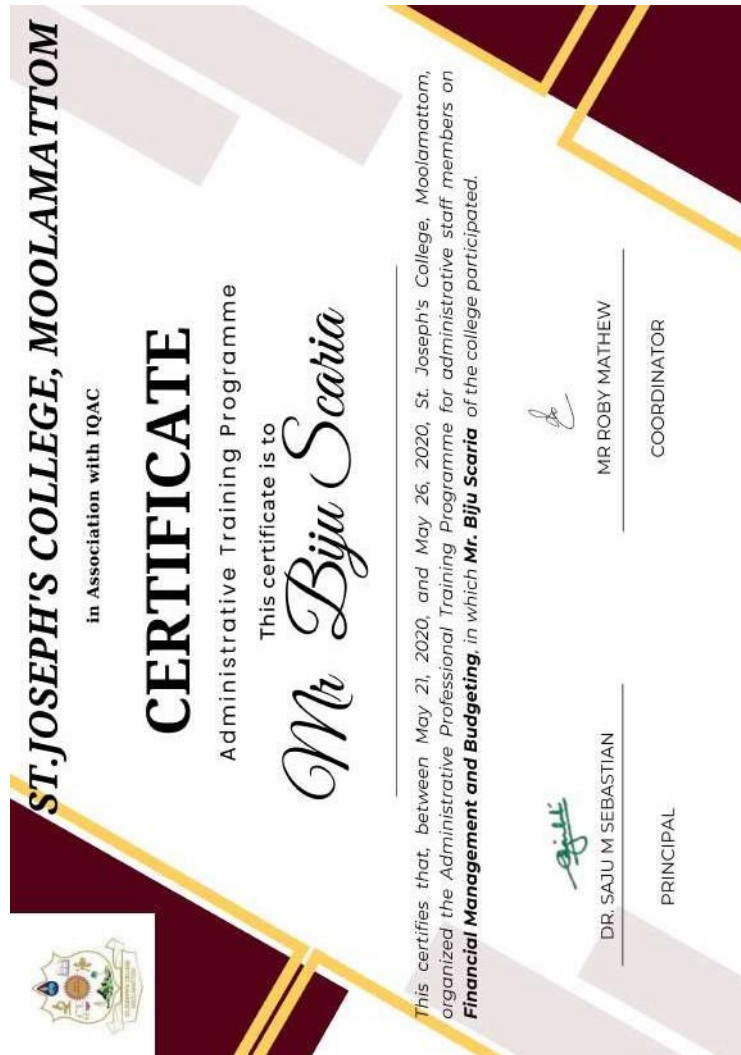 ST.JOSEPH'S COLLEGE, MOOLAMATTOM
in Association with IQAC
CERTIFICATE
Administrative Training Programme
This certificate is to
Mr Biju Scaria
This certifies that, between May 21, 2020, and May 26, 2020, St. Joseph's College, Moolamattom,
organized the Administrative Professional Training Programme for administrative staff members on
Financial Management and Budgeting, in which Mr. Biju Scaria of the college participated.
DR. SAJU M SEBASTIAN
PRINCIPAL
MR ROBY MATHEW
COORDINATOR